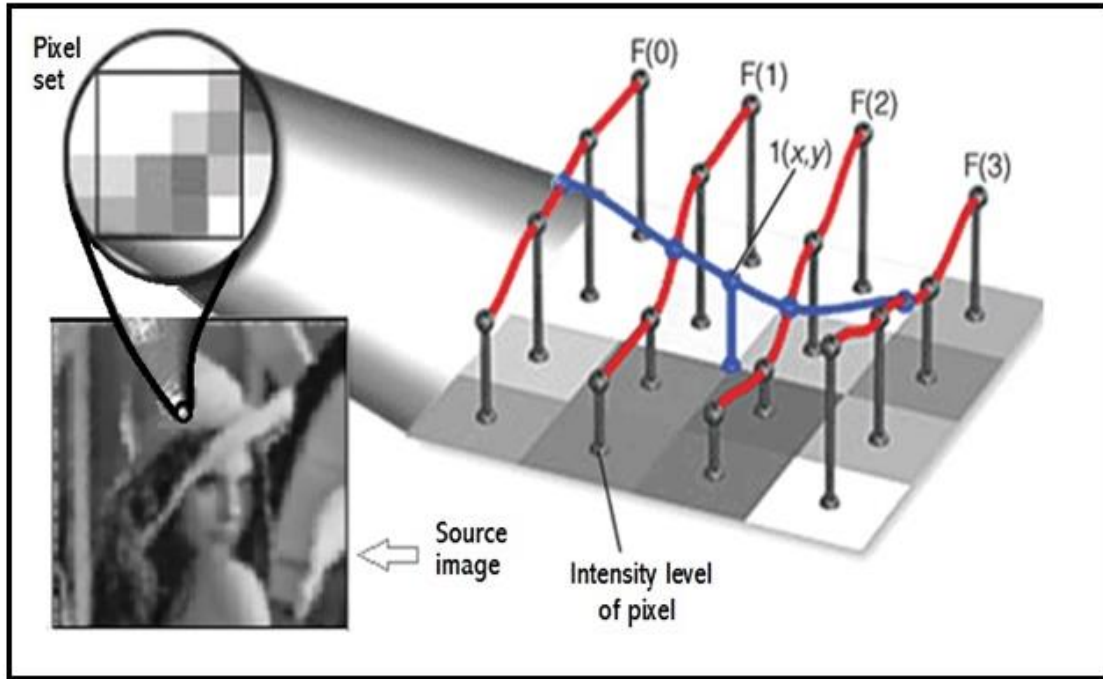 Pixel
set
F(0)
F(1)
F(2)
1(x,y)
F(3)
Source
image
Intensity level
of pixel